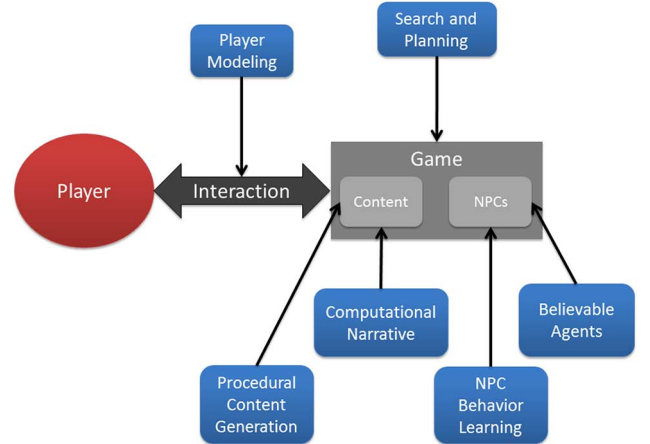 Search and
Planning
Player
Modeling
Game
Player
Interaction
Content
NPCs
Computational
Narrative
Believable
Agents
Procedural
Content
Generation
NPC
Behavior
Learning